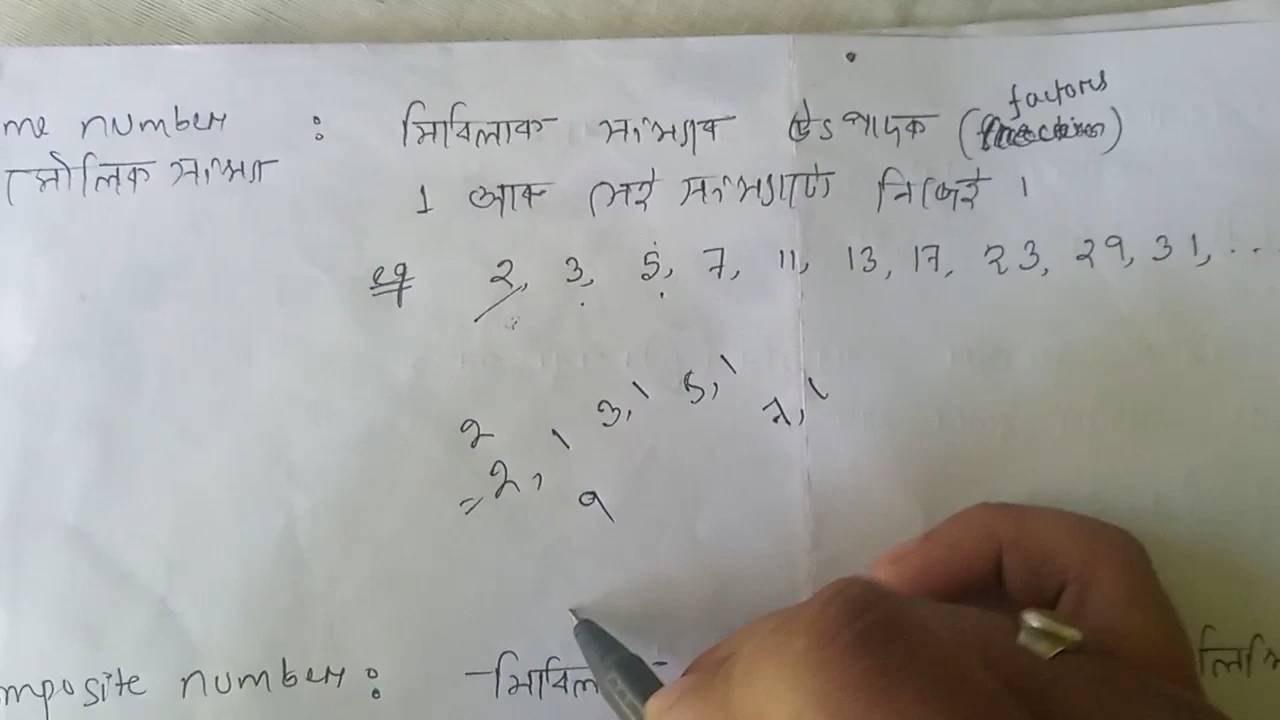 me number : যিবিলাক সংখ্যাৰ উৎপাদক (factors)
মৌলিক সংখ্যা
1 আৰু সেই সংখ্যাটো নিজেই ।
eg 2, 3, 5, 7, 11, 13, 17, 23, 29, 31, ...
2 1 3, 1 5, 1 7, 1
= 2, 9
mposite number : যিবিল